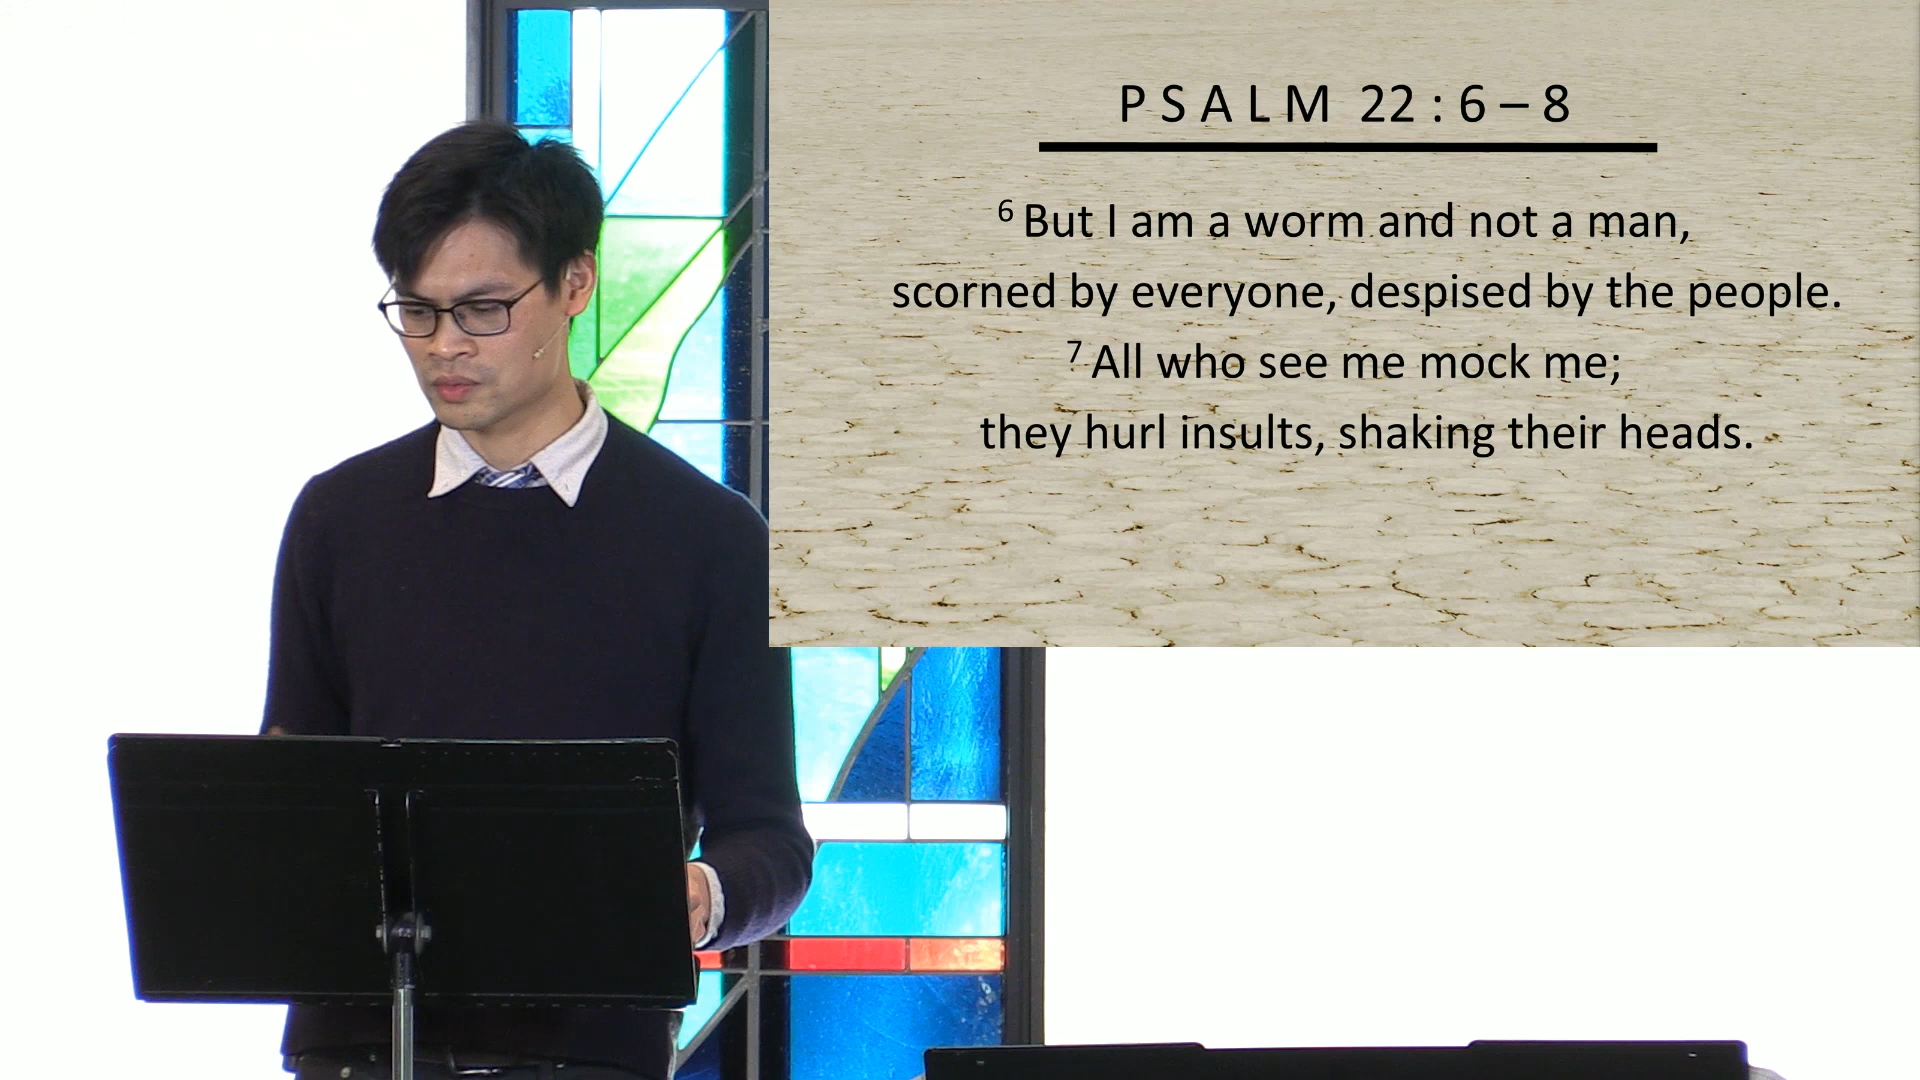 PSALM 22:6–8
6 But I am a worm and not a man,
scorned by everyone, despised by the people.
7 All who see me mock me;
they hurl insults, shaking their heads.